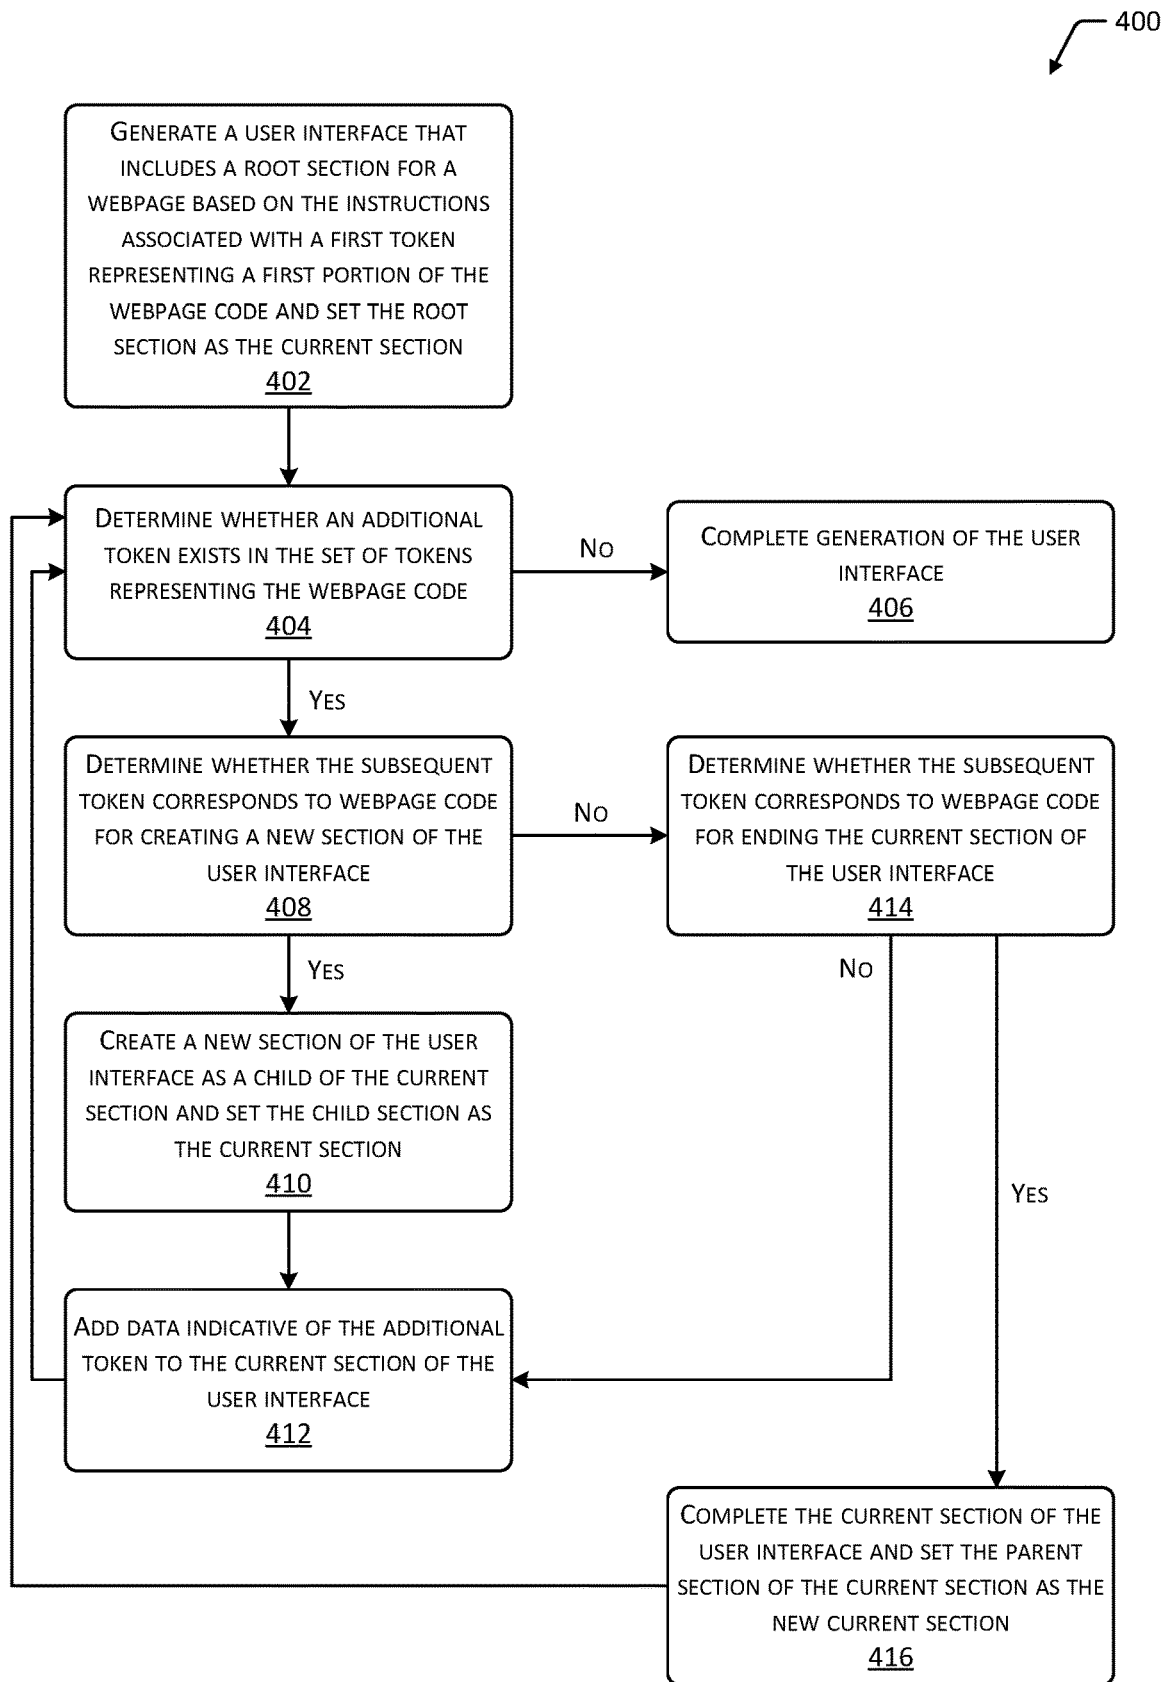 400
GENERATE A USER INTERFACE THAT
INCLUDES A ROOT SECTION FOR A
WEBPAGE BASED ON THE INSTRUCTIONS
ASSOCIATED WITH A FIRST TOKEN
REPRESENTING A FIRST PORTION OF THE
WEBPAGE CODE AND SET THE ROOT
SECTION AS THE CURRENT SECTION
402
DETERMINE WHETHER AN ADDITIONAL
TOKEN EXISTS IN THE SET OF TOKENS
REPRESENTING THE WEBPAGE CODE
404
NO
COMPLETE GENERATION OF THE USER
INTERFACE
406
YES
DETERMINE WHETHER THE SUBSEQUENT
TOKEN CORRESPONDS TO WEBPAGE CODE
FOR CREATING A NEW SECTION OF THE
USER INTERFACE
408
NO
DETERMINE WHETHER THE SUBSEQUENT
TOKEN CORRESPONDS TO WEBPAGE CODE
FOR ENDING THE CURRENT SECTION OF
THE USER INTERFACE
414
YES
NO
CREATE A NEW SECTION OF THE USER
INTERFACE AS A CHILD OF THE CURRENT
SECTION AND SET THE CHILD SECTION AS
THE CURRENT SECTION
410
YES
ADD DATA INDICATIVE OF THE ADDITIONAL
TOKEN TO THE CURRENT SECTION OF THE
USER INTERFACE
412
COMPLETE THE CURRENT SECTION OF THE
USER INTERFACE AND SET THE PARENT
SECTION OF THE CURRENT SECTION AS THE
NEW CURRENT SECTION
416